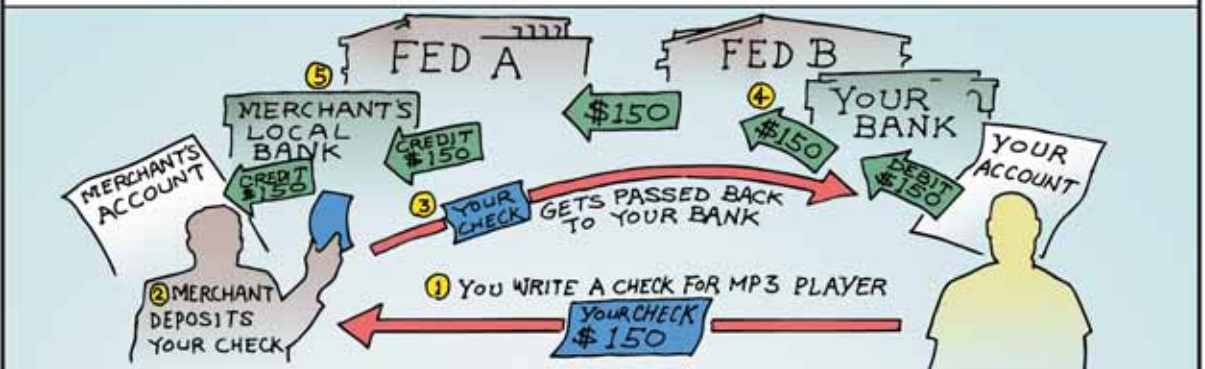 FED A
FED B
⑤
④
MERCHANT'S
LOCAL
BANK
YOUR
BANK
$150
$150
CREDIT
$150
CREDIT
$150
DEBIT
$150
MERCHANT'S
ACCOUNT
YOUR
ACCOUNT
③ YOUR
CHECK
GETS PASSED BACK
TO YOUR BANK
① YOU WRITE A CHECK FOR MP3 PLAYER
YOUR CHECK
$150
② MERCHANT
DEPOSITS
YOUR CHECK